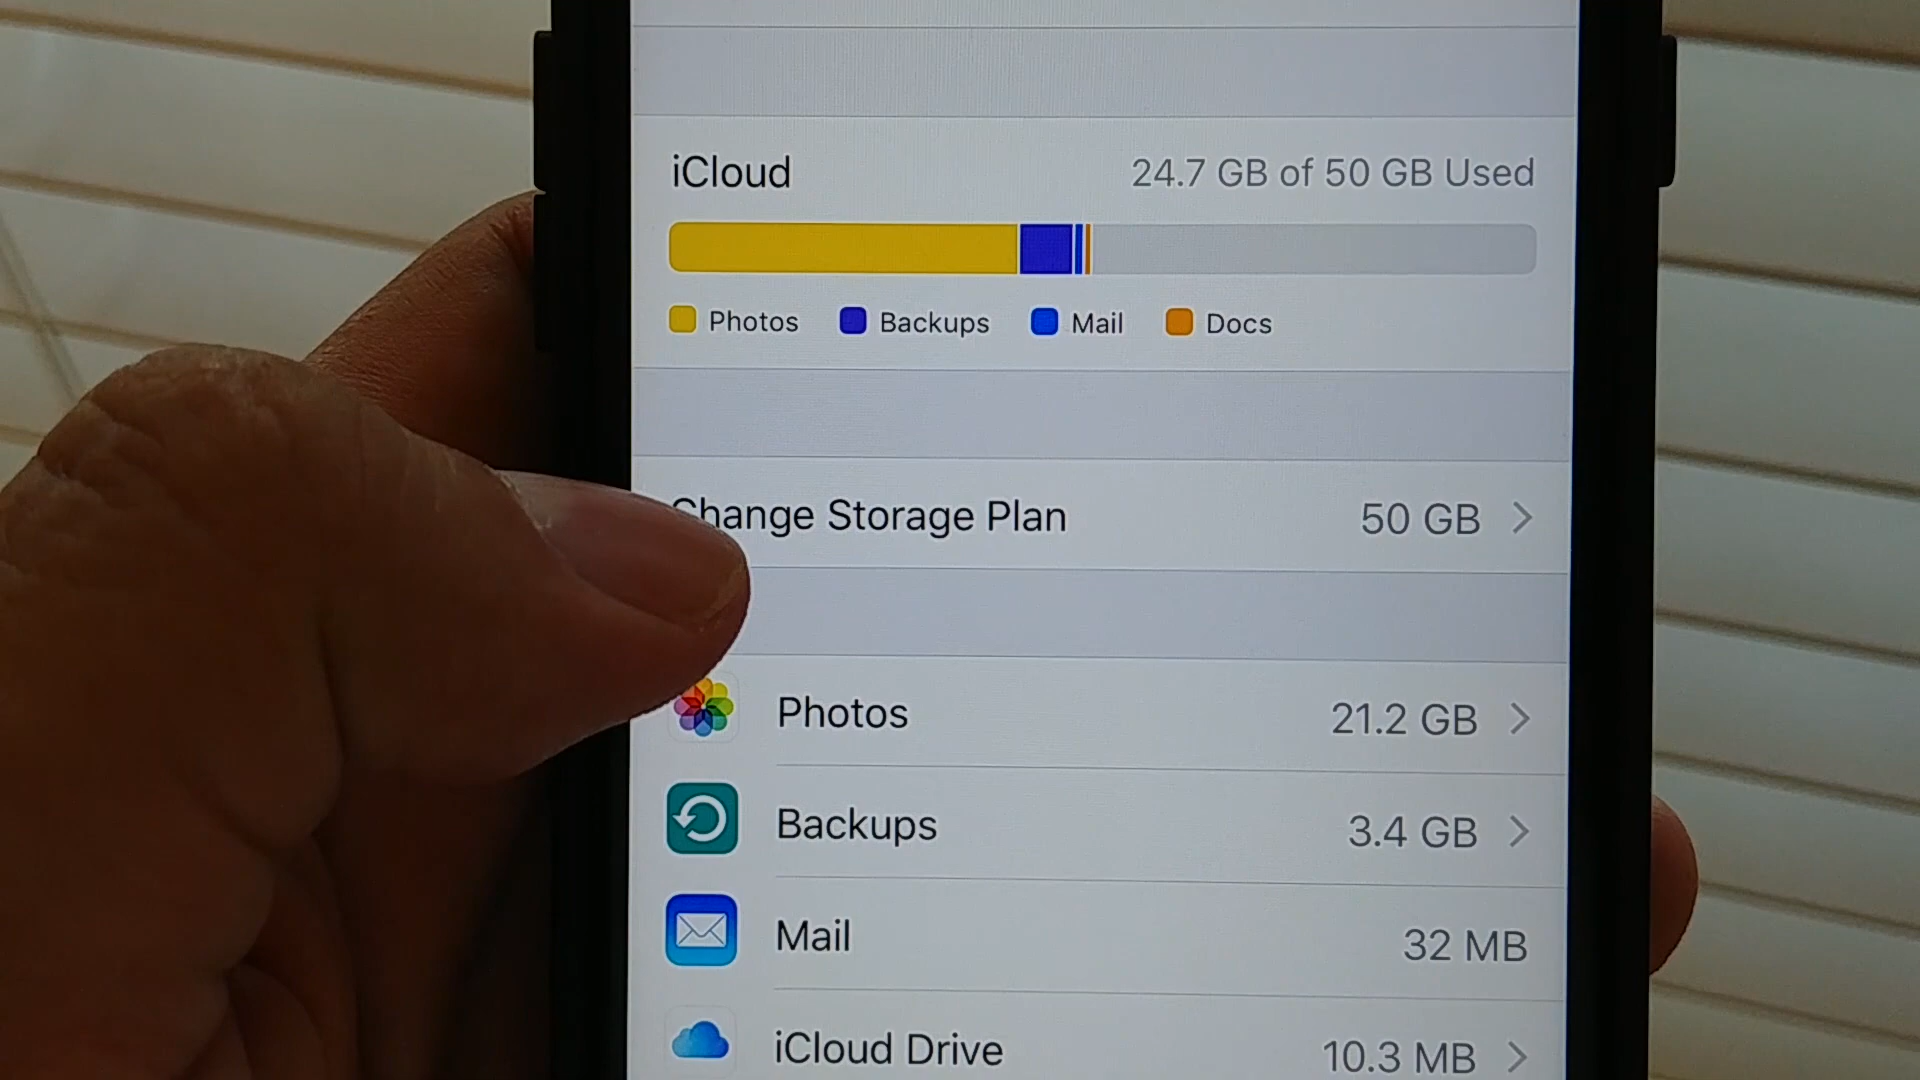 iCloud 24.7 GB of 50 GB Used
Photos Backups Mail Docs
Change Storage Plan 50 GB
Photos 21.2 GB
Backups 3.4 GB
Mail 32 MB
iCloud Drive 10.3 MB